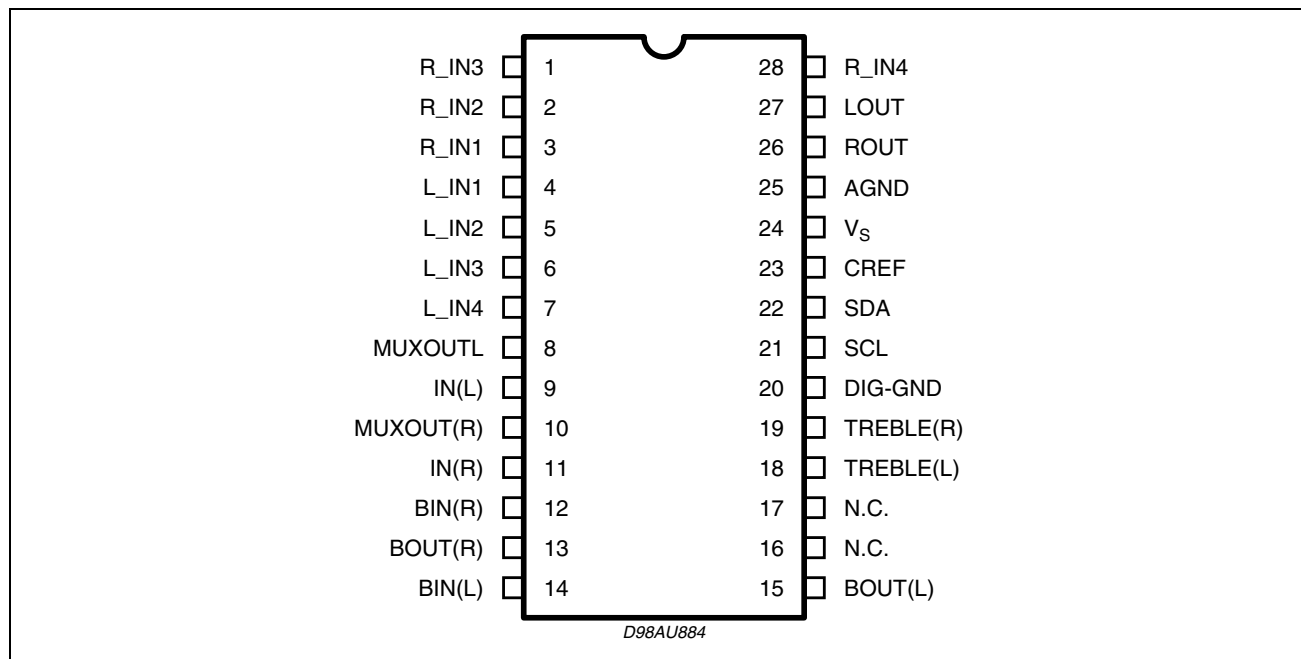 R_IN3 1 28 R_IN4
R_IN2 2 27 LOUT
R_IN1 3 26 ROUT
L_IN1 4 25 AGND
L_IN2 5 24 VS
L_IN3 6 23 CREF
L_IN4 7 22 SDA
MUXOUTL 8 21 SCL
IN(L) 9 20 DIG-GND
MUXOUT(R) 10 19 TREBLE(R)
IN(R) 11 18 TREBLE(L)
BIN(R) 12 17 N.C.
BOUT(R) 13 16 N.C.
BIN(L) 14 15 BOUT(L)
D98AU884